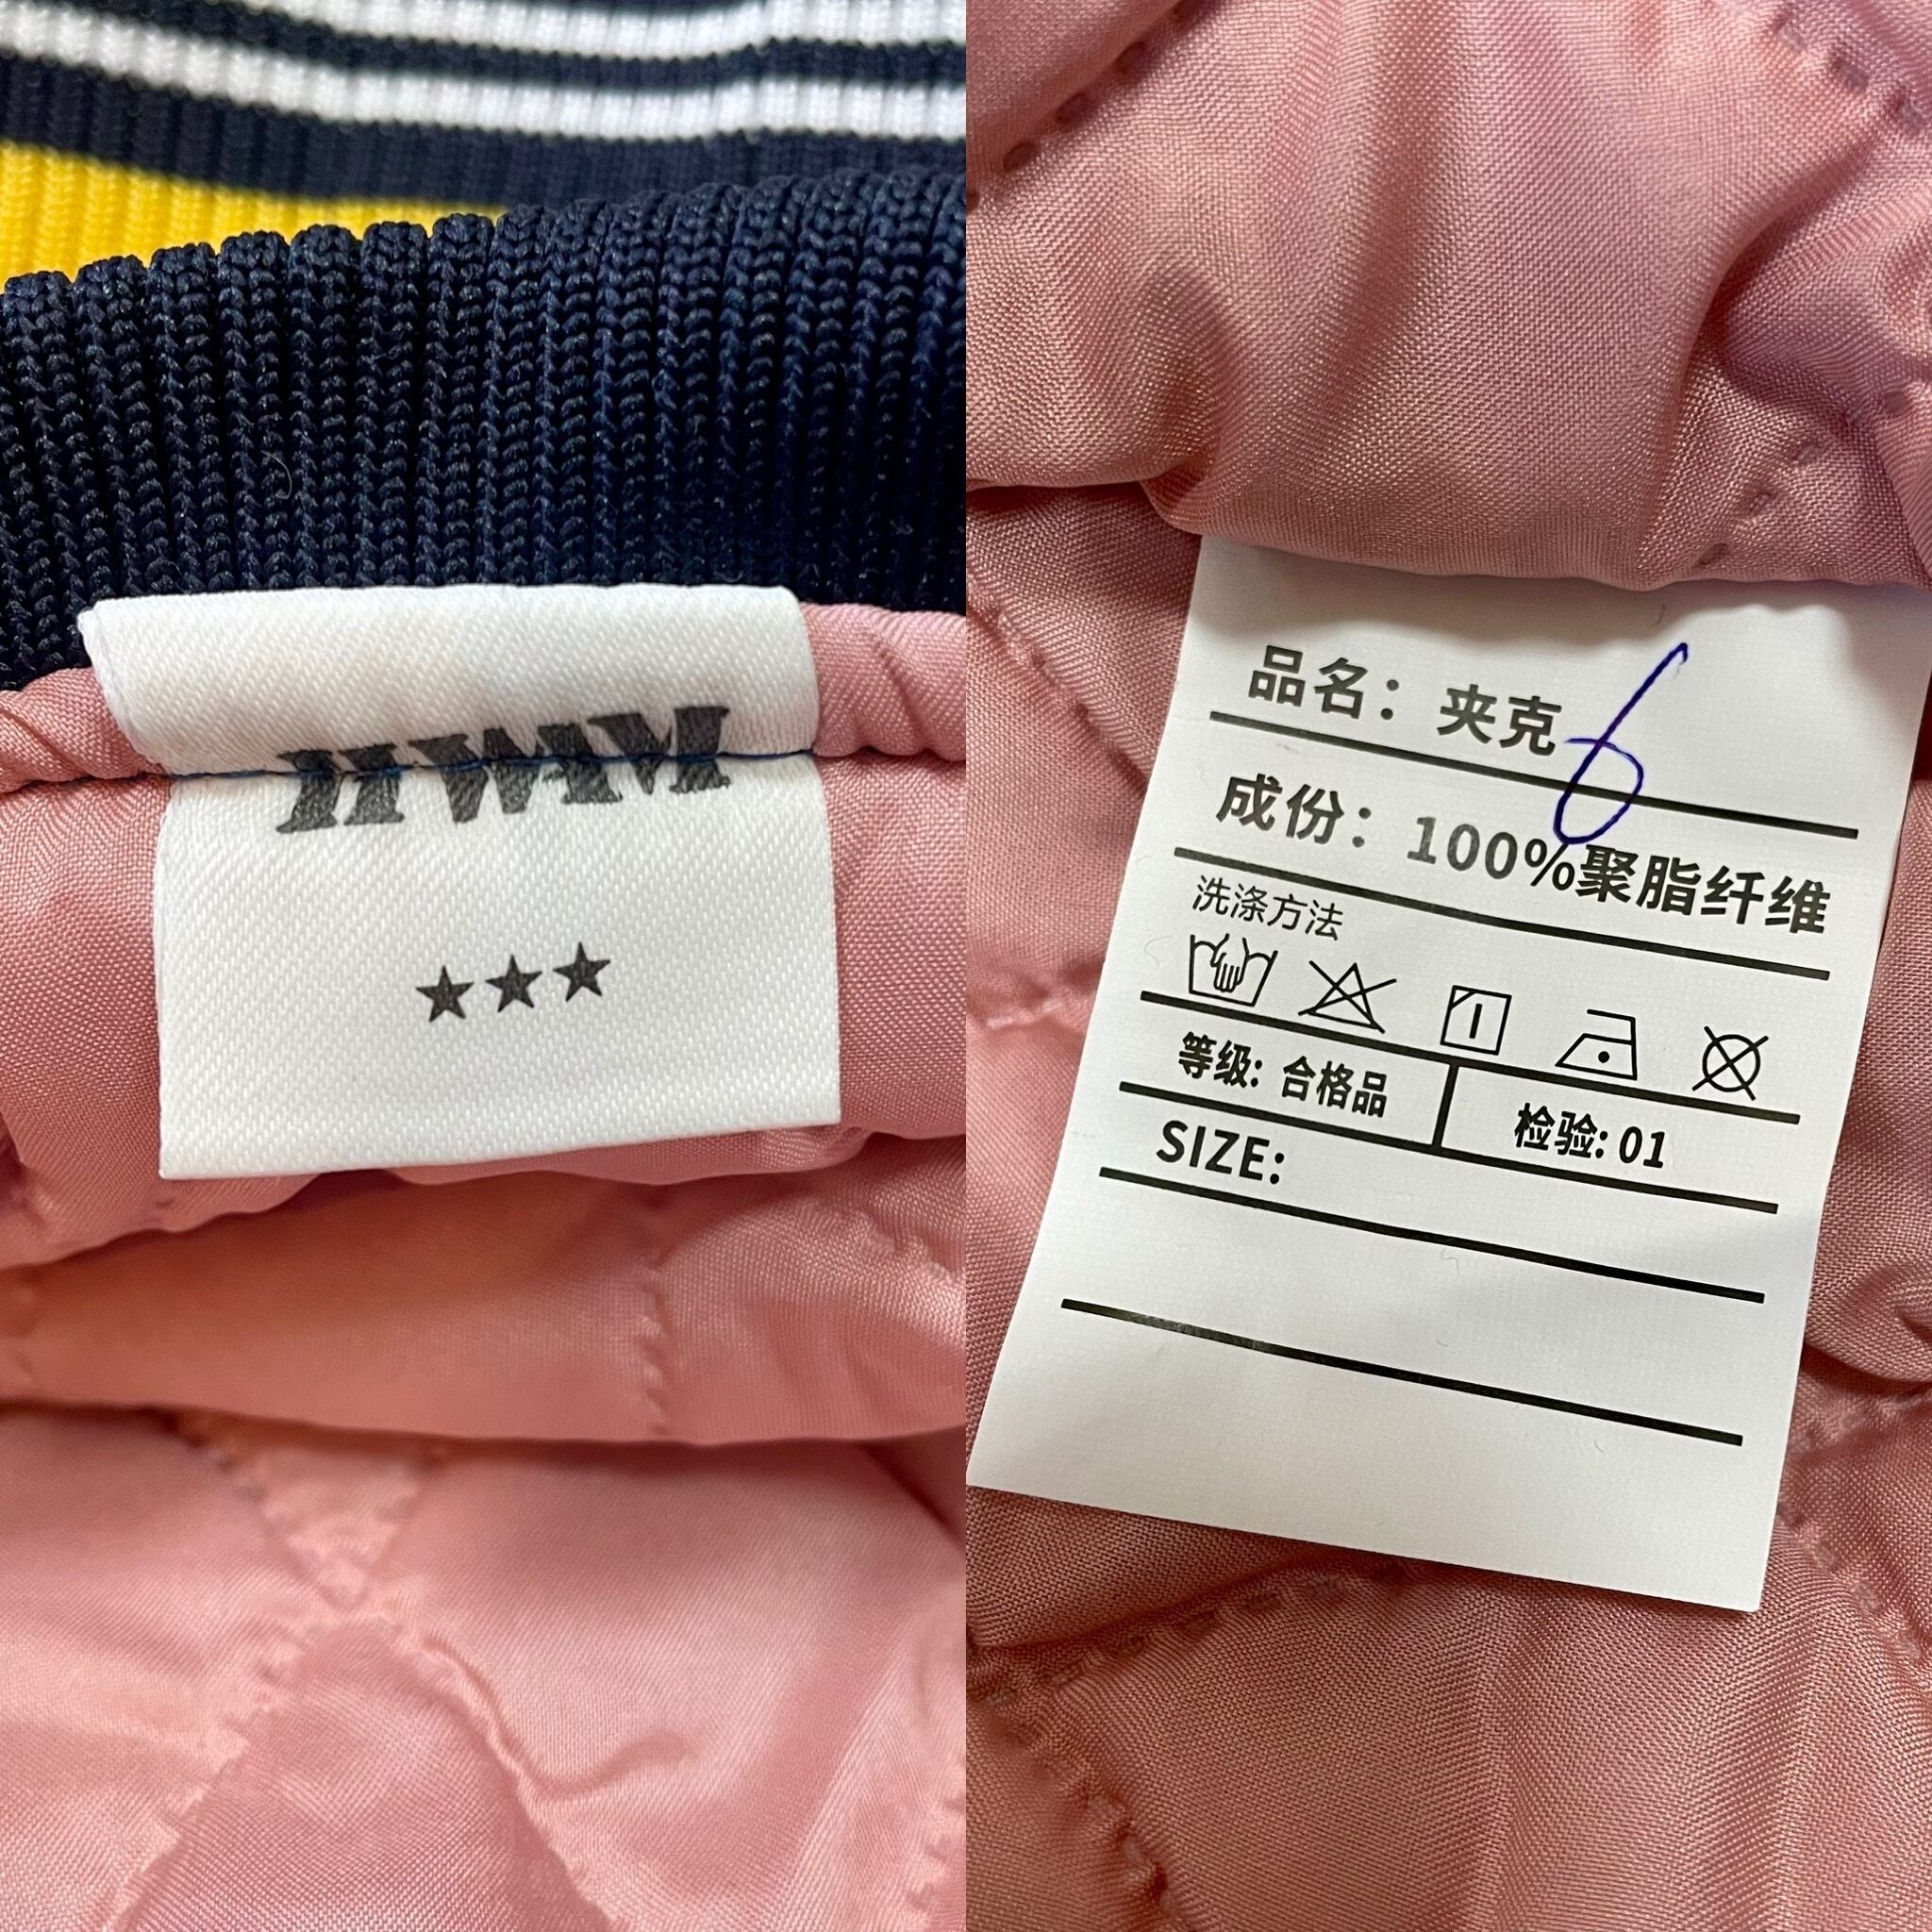 HWM
★★★
品名：夹克 6
成份：100%聚脂纤维
洗涤方法
等级: 合格品
检验: 01
SIZE: